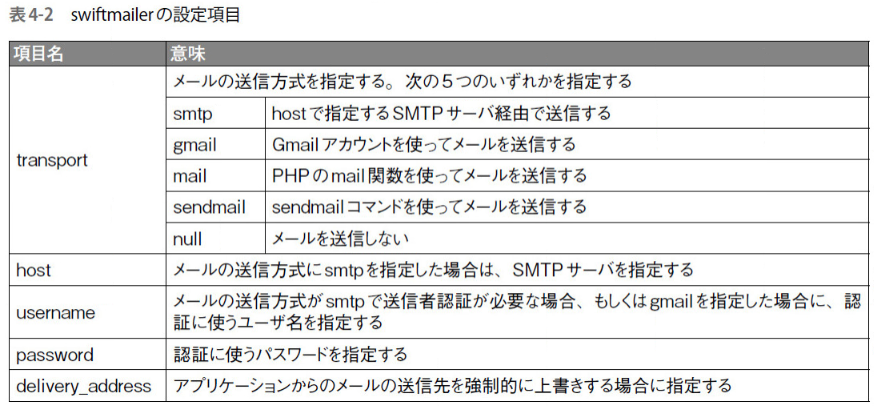 表4-2 swiftmailerの設定項目
項目名 意味
transport メールの送信方式を指定する。次の5つのいずれかを指定する
smtp hostで指定するSMTPサーバ経由で送信する
gmail Gmailアカウントを使ってメールを送信する
mail PHPのmail関数を使ってメールを送信する
sendmail sendmailコマンドを使ってメールを送信する
null メールを送信しない
host メールの送信方式にsmtpを指定した場合は、SMTPサーバを指定する
username メールの送信方式がsmtpで送信者認証が必要な場合、もしくはgmailを指定した場合に、認
証に使うユーザ名を指定する
password 認証に使うパスワードを指定する
delivery_address アプリケーションからのメールの送信先を強制的に上書きする場合に指定する